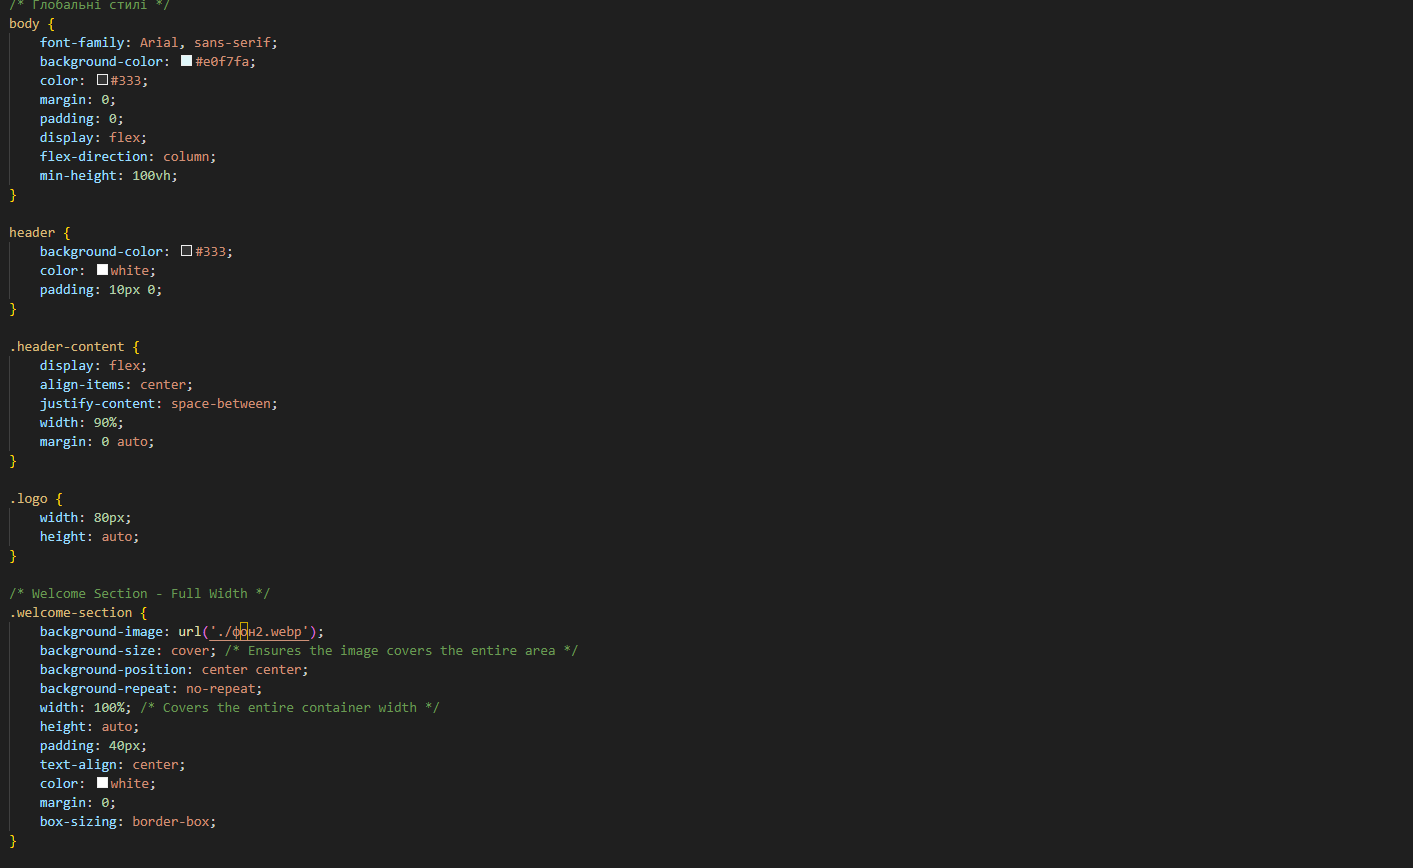 /* Глобальні стилі */
body {
    font-family: Arial, sans-serif;
    background-color: #e0f7fa;
    color: #333;
    margin: 0;
    padding: 0;
    display: flex;
    flex-direction: column;
    min-height: 100vh;
}

header {
    background-color: #333;
    color: white;
    padding: 10px 0;
}

.header-content {
    display: flex;
    align-items: center;
    justify-content: space-between;
    width: 90%;
    margin: 0 auto;
}

.logo {
    width: 80px;
    height: auto;
}

/* Welcome Section - Full Width */
.welcome-section {
    background-image: url('./фон2.webp');
    background-size: cover; /* Ensures the image covers the entire area */
    background-position: center center;
    background-repeat: no-repeat;
    width: 100%; /* Covers the entire container width */
    height: auto;
    padding: 40px;
    text-align: center;
    color: white;
    margin: 0;
    box-sizing: border-box;
}